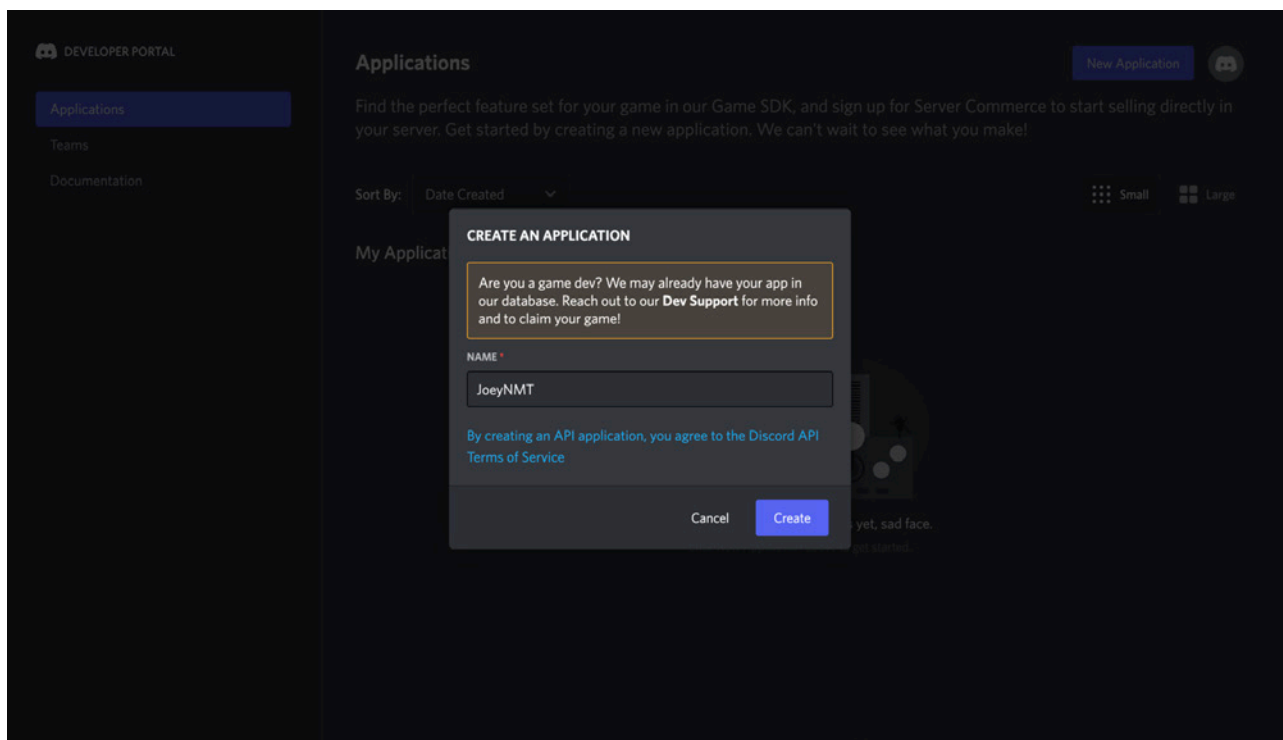 DEVELOPER PORTAL
Applications
Teams
Documentation
Applications
New Application
Find the perfect feature set for your game in our Game SDK, and sign up for Server Commerce to start selling directly in
your server. Get started by creating a new application. We can't wait to see what you make!
Sort By: Date Created
Small
Large
My Applicat
CREATE AN APPLICATION
Are you a game dev? We may already have your app in
our database. Reach out to our Dev Support for more info
and to claim your game!
NAME *
JoeyNMT
By creating an API application, you agree to the Discord API
Terms of Service
Cancel
Create
yet, sad face.
get started.